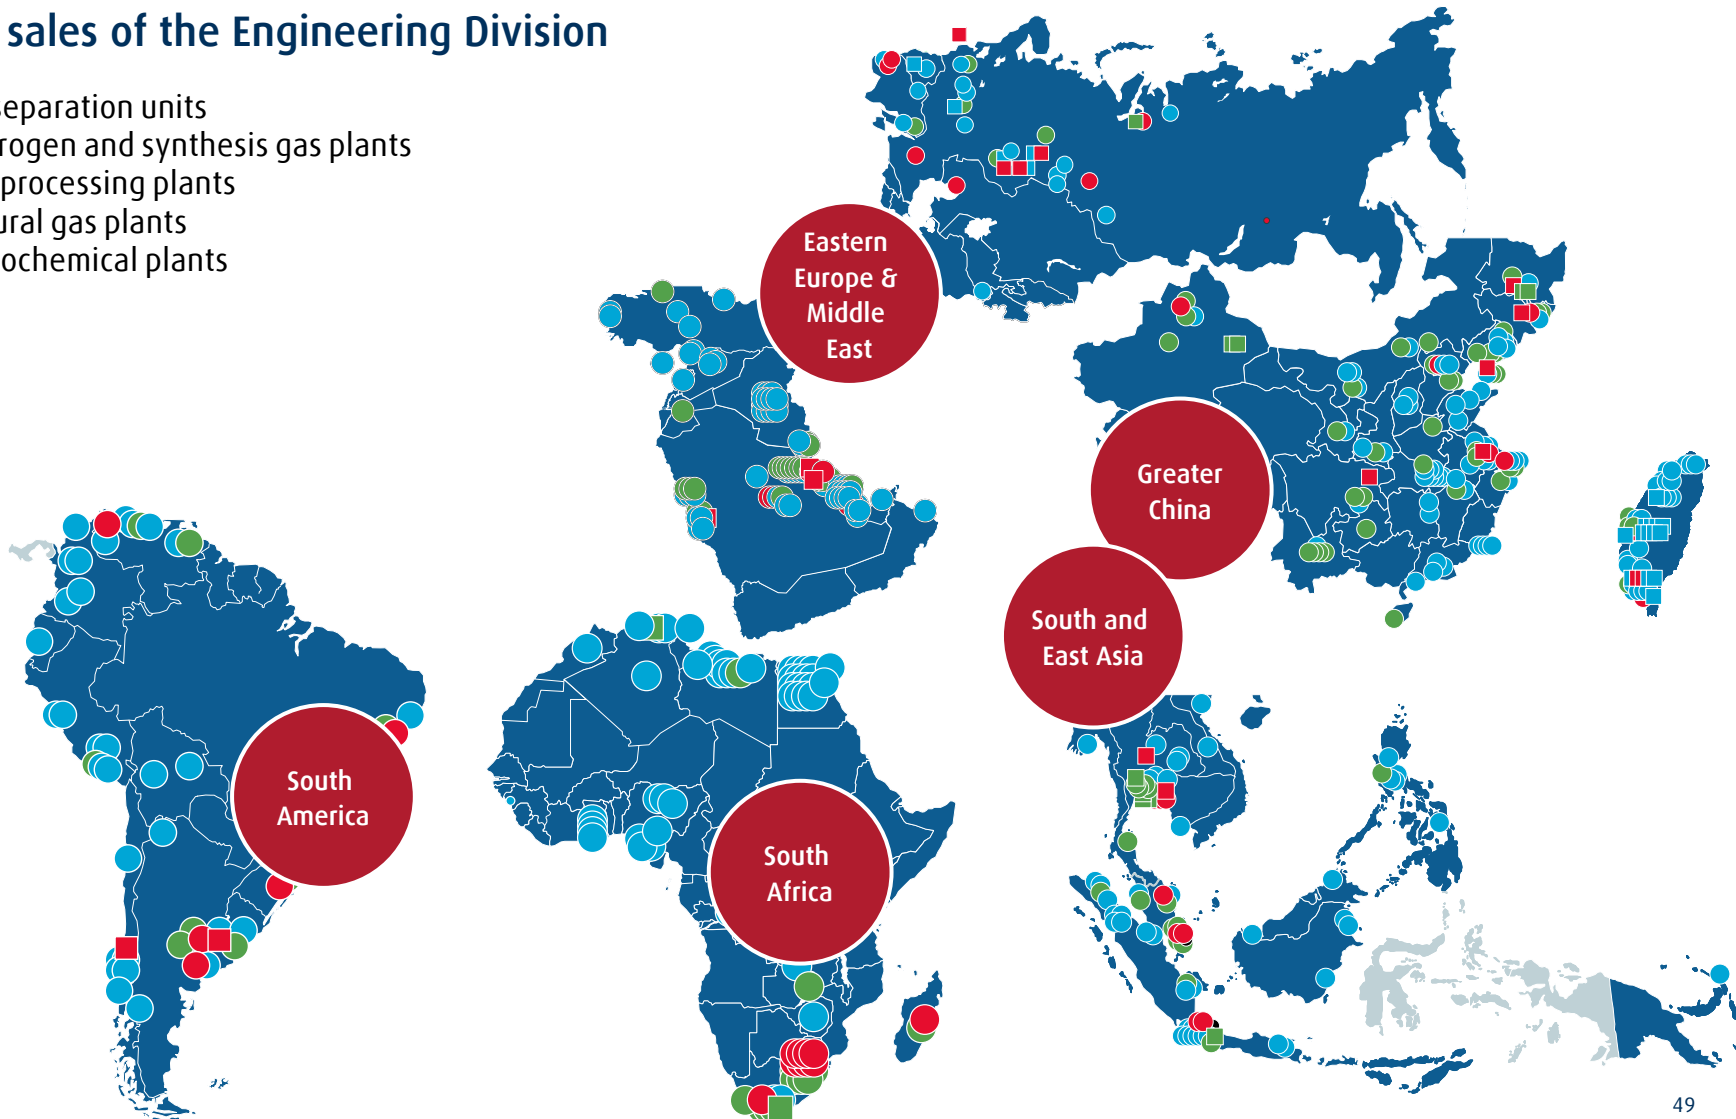 sales of the Engineering Division
separation units
rogen and synthesis gas plants
processing plants
ural gas plants
ochemical plants
Eastern
Europe &
Middle
East
Greater
China
South and
East Asia
South
America
South
Africa
49